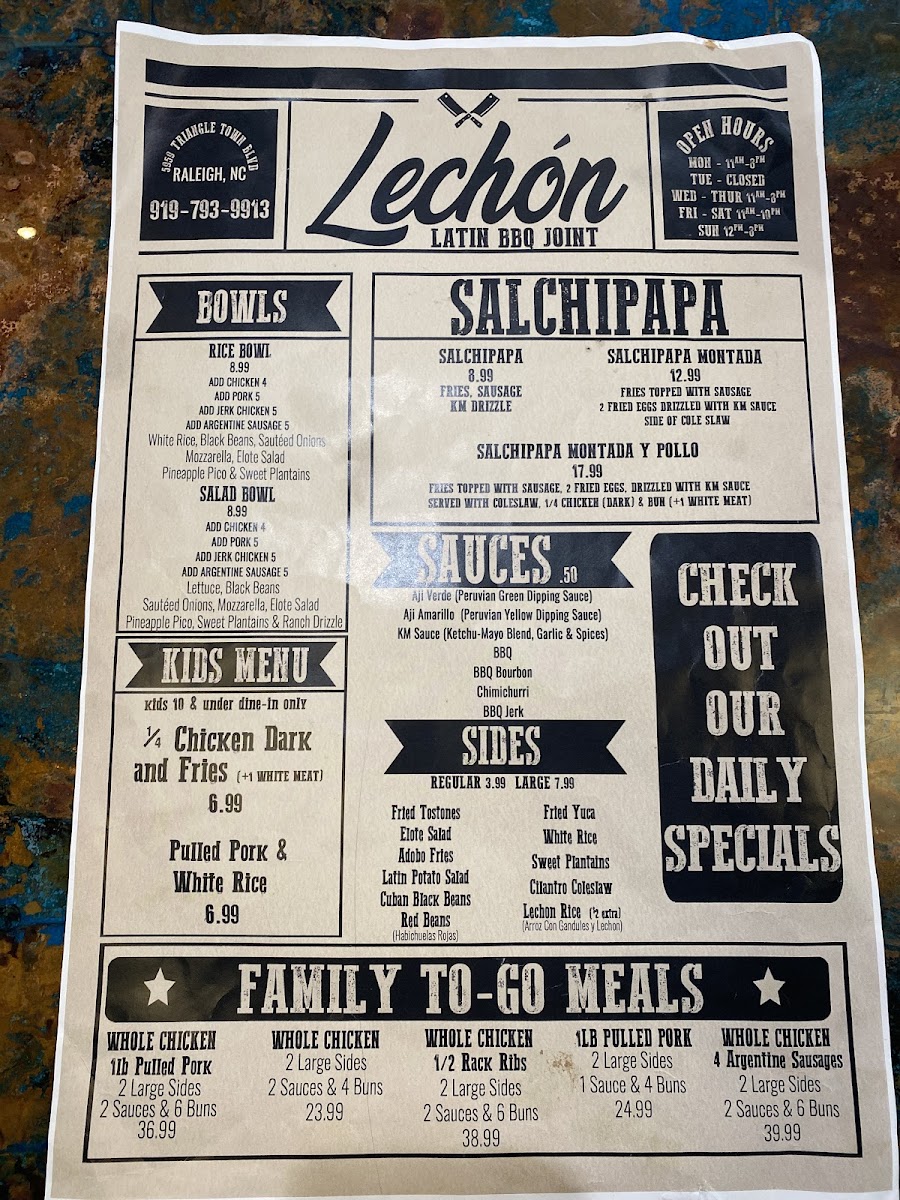 5950 TRIANGLE TOWN BLVD
RALEIGH, NC
919-793-9913
Lechón
LATIN BBQ JOINT
OPEN HOURS
MON - 11AM-8PM
TUE - CLOSED
WED - THUR 11AM-8PM
FRI - SAT 11AM-10PM
SUN 12PM-8PM
BOWLS
RICE BOWL
8.99
ADD CHICKEN 4
ADD PORK 5
ADD JERK CHICKEN 5
ADD ARGENTINE SAUSAGE 5
White Rice, Black Beans, Sautéed Onions
Mozzarella, Elote Salad
Pineapple Pico & Sweet Plantains
SALAD BOWL
8.99
ADD CHICKEN 4
ADD PORK 5
ADD JERK CHICKEN 5
ADD ARGENTINE SAUSAGE 5
Lettuce, Black Beans
Sautéed Onions, Mozzarella, Elote Salad
Pineapple Pico, Sweet Plantains & Ranch Drizzle
KIDS MENU
kids 10 & under dine-in only
1/4 Chicken Dark
and Fries (+1 WHITE MEAT)
6.99
Pulled Pork &
White Rice
6.99
SALCHIPAPA
SALCHIPAPA
8.99
FRIES, SAUSAGE
KM DRIZZLE
SALCHIPAPA MONTADA
12.99
FRIES TOPPED WITH SAUSAGE
2 FRIED EGGS DRIZZLED WITH KM SAUCE
SIDE OF COLE SLAW
SALCHIPAPA MONTADA Y POLLO
17.99
FRIES TOPPED WITH SAUSAGE, 2 FRIED EGGS, DRIZZLED WITH KM SAUCE
SERVED WITH COLESLAW, 1/4 CHICKEN (DARK) & BUN (+1 WHITE MEAT)
SAUCES .50
Aji Verde (Peruvian Green Dipping Sauce)
Aji Amarillo (Peruvian Yellow Dipping Sauce)
KM Sauce (Ketchu-Mayo Blend, Garlic & Spices)
BBQ
BBQ Bourbon
Chimichurri
BBQ Jerk
SIDES
REGULAR 3.99 LARGE 7.99
Fried Tostones
Elote Salad
Adobo Fries
Latin Potato Salad
Cuban Black Beans
Red Beans
(Habichuelas Rojas)
Fried Yuca
White Rice
Sweet Plantains
Cilantro Coleslaw
Lechon Rice ($2 extra)
(Arroz Con Gandules y Lechon)
CHECK
OUT
OUR
DAILY
SPECIALS
FAMILY TO-GO MEALS
WHOLE CHICKEN
1lb Pulled Pork
2 Large Sides
2 Sauces & 6 Buns
36.99
WHOLE CHICKEN
2 Large Sides
2 Sauces & 4 Buns
23.99
WHOLE CHICKEN
1/2 Rack Ribs
2 Large Sides
2 Sauces & 6 Buns
38.99
1LB PULLED PORK
2 Large Sides
1 Sauce & 4 Buns
24.99
WHOLE CHICKEN
4 Argentine Sausages
2 Large Sides
2 Sauces & 6 Buns
39.99